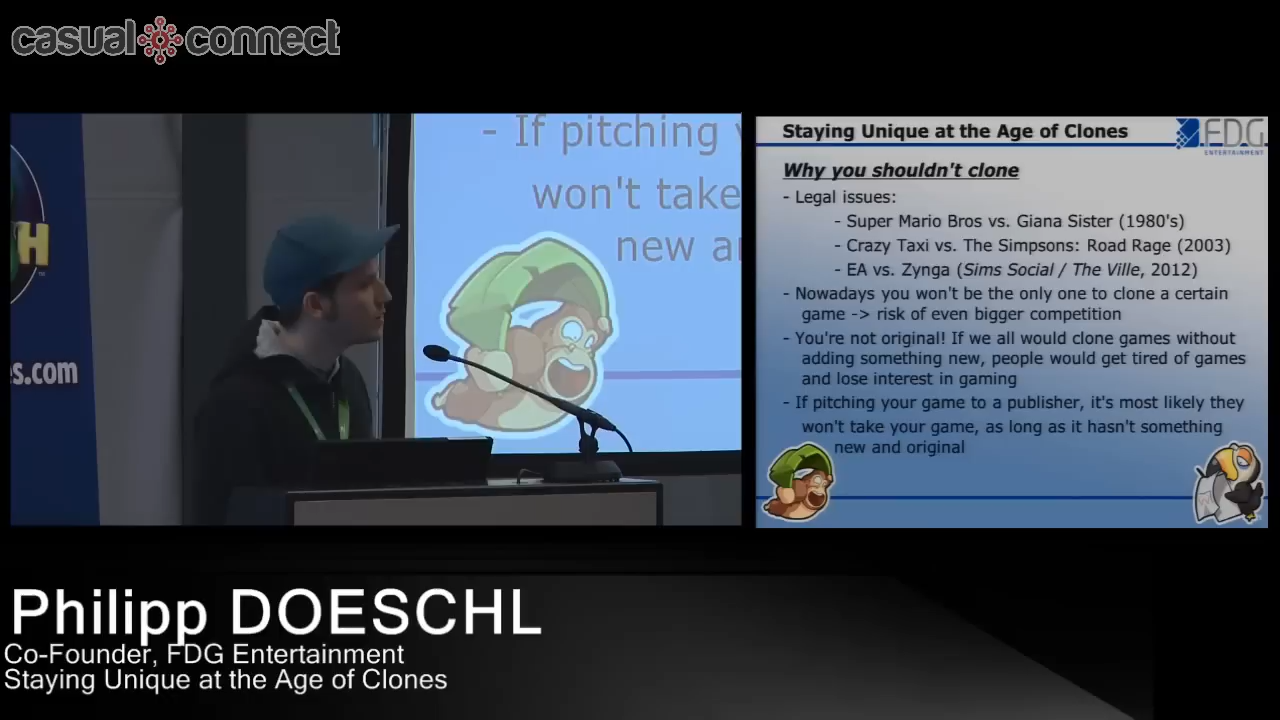 casual connect
- If pitching
won't take
new a
H
TM
s.com
Staying Unique at the Age of Clones
FDG
ENTERTAINMENT
Why you shouldn't clone
- Legal issues:
- Super Mario Bros vs. Giana Sister (1980's)
- Crazy Taxi vs. The Simpsons: Road Rage (2003)
- EA vs. Zynga (Sims Social / The Ville, 2012)
- Nowadays you won't be the only one to clone a certain
game -> risk of even bigger competition
- You're not original! If we all would clone games without
adding something new, people would get tired of games
and lose interest in gaming
- If pitching your game to a publisher, it's most likely they
won't take your game, as long as it hasn't something
new and original
Philipp DOESCHL
Co-Founder, FDG Entertainment
Staying Unique at the Age of Clones